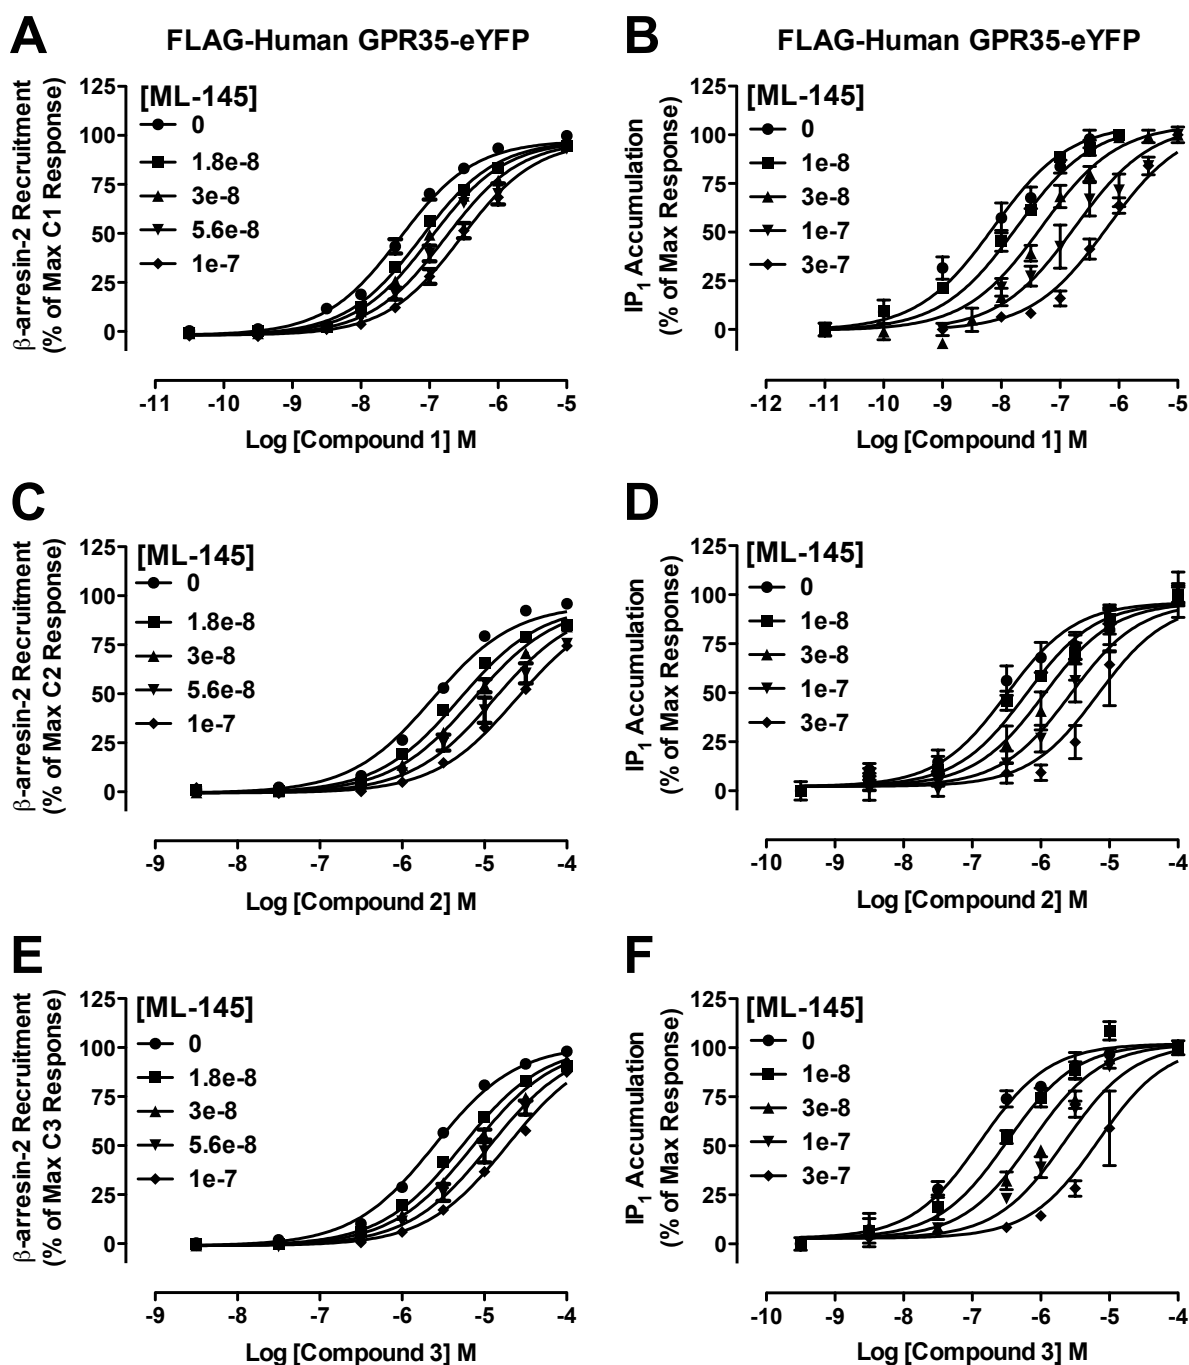 A
FLAG-Human GPR35-eYFP
β-arresin-2 Recruitment
(% of Max C1 Response)
125
100
75
50
25
0
[ML-145]
0
1.8e-8
3e-8
5.6e-8
1e-7
-11 -10 -9 -8 -7 -6 -5
Log [Compound 1] M
B
FLAG-Human GPR35-eYFP
IP1 Accumulation
(% of Max Response)
125
100
75
50
25
0
[ML-145]
0
1e-8
3e-8
1e-7
3e-7
-12 -11 -10 -9 -8 -7 -6 -5
Log [Compound 1] M
C
β-arresin-2 Recruitment
(% of Max C2 Response)
125
100
75
50
25
0
[ML-145]
0
1.8e-8
3e-8
5.6e-8
1e-7
-9 -8 -7 -6 -5 -4
Log [Compound 2] M
D
IP1 Accumulation
(% of Max Response)
125
100
75
50
25
0
[ML-145]
0
1e-8
3e-8
1e-7
3e-7
-10 -9 -8 -7 -6 -5 -4
Log [Compound 2] M
E
β-arresin-2 Recruitment
(% of Max C3 Response)
125
100
75
50
25
0
[ML-145]
0
1.8e-8
3e-8
5.6e-8
1e-7
-9 -8 -7 -6 -5 -4
Log [Compound 3] M
F
IP1 Accumulation
(% of Max Response)
125
100
75
50
25
0
[ML-145]
0
1e-8
3e-8
1e-7
3e-7
-10 -9 -8 -7 -6 -5 -4
Log [Compound 3] M